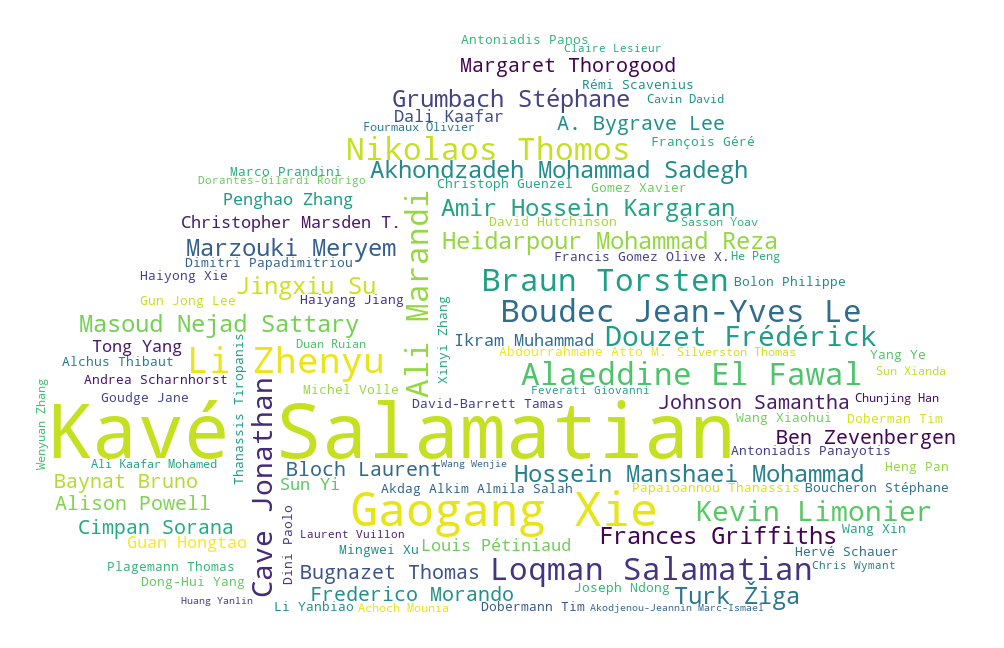 Antoniadis Panos
Claire Lesieur
Margaret Thorogood
Rémi Scavenius
Grumbach Stéphane
Cavin David
Dali Kaafar
Fourmaux Olivier
A. Bygrave Lee
Nikolaos Thomos
François Géré
Marco Prandini
Akhondzadeh Mohammad Sadegh
Dorantes-Gilardi Rodrigo
Christoph Guenzel
Gomez Xavier
Penghao Zhang
Amir Hossein Kargaran
Christopher Marsden T.
David Hutchinson
Sasson Yoav
Ali Marandi
Marzouki Meryem
Heidarpour Mohammad Reza
Dimitri Papadimitriou
Francis Gomez Olive X.
He Peng
Haiyong Xie
Jingxiu Su
Braun Torsten
Bolon Philippe
Gun Jong Lee
Haiyang Jiang
Xinyi Zhang
Boudec Jean-Yves Le
Masoud Nejad Sattary
Ikram Muhammad
Douzet Frédérick
Tong Yang
Duan Ruian
Abdourrahmane Atto M.
Silverston Thomas
Yang Ye
Alchus Thibaut
Li Zhenyu
Thanassis Tiropanis
Alaeddine El Fawal
Sun Xianda
Andrea Scharnhorst
Michel Volle
Feverati Giovanni
Goudge Jane
David-Barrett Tamas
Johnson Samantha
Chunjing Han
Wenyuan Zhang
Kavé Salamatian
Wang Xiaohui
Doberman Tim
Ben Zevenbergen
Cave Jonathan
Antoniadis Panayotis
Ali Kaafar Mohamed
Bloch Laurent
Wang Wenjie
Hossein Manshaei Mohammad
Heng Pan
Baynat Bruno
Sun Yi
Akdag Alkim Almila Salah
Papaioannou Thanassis
Boucheron Stéphane
Alison Powell
Gaogang Xie
Kevin Limonier
Cimpan Sorana
Dini Paolo
Laurent Vuillon
Frances Griffiths
Wang Xin
Guan Hongtao
Mingwei Xu
Louis Pétiniaud
Hervé Schauer
Plagemann Thomas
Bugnazet Thomas
Loqman Salamatian
Chris Wymant
Dong-Hui Yang
Frederico Morando
Joseph Ndong
Turk Žiga
Huang Yanlin
Li Yanbiao
Achoch Mounia
Dobermann Tim
Akodjenou-Jeannin Marc-Ismael